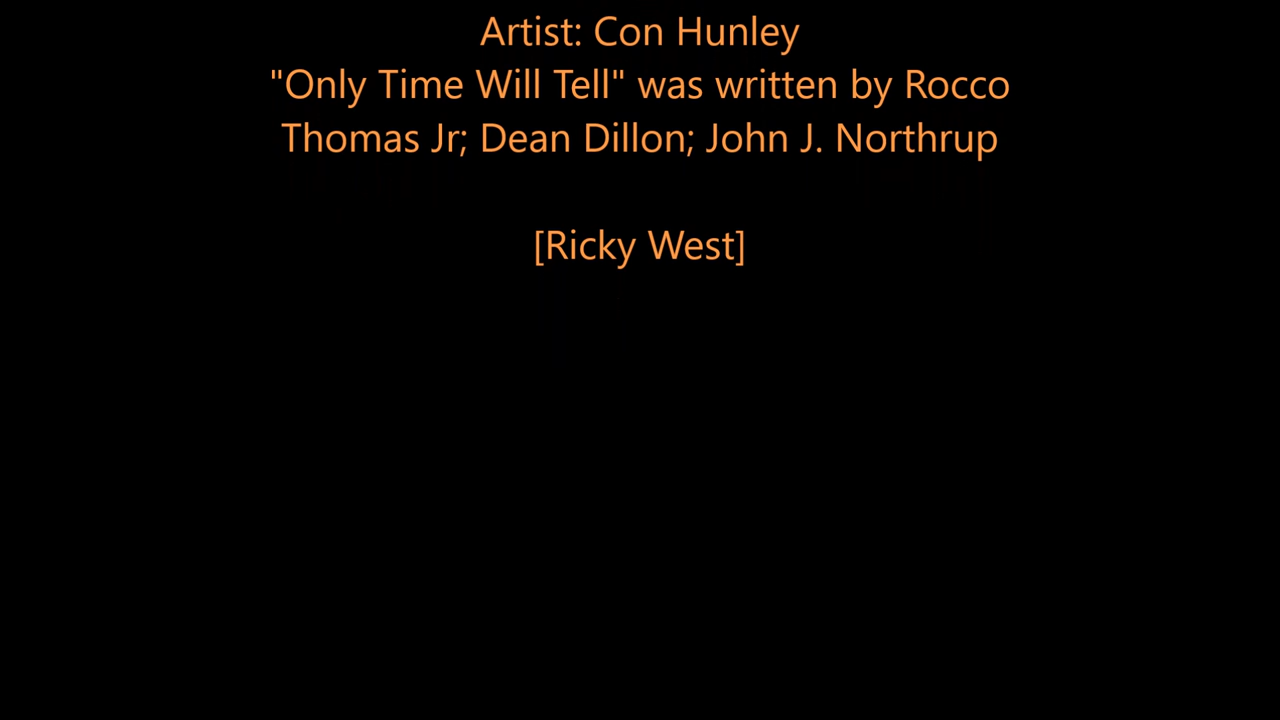 Artist: Con Hunley
"Only Time Will Tell" was written by Rocco
Thomas Jr; Dean Dillon; John J. Northrup
[Ricky West]